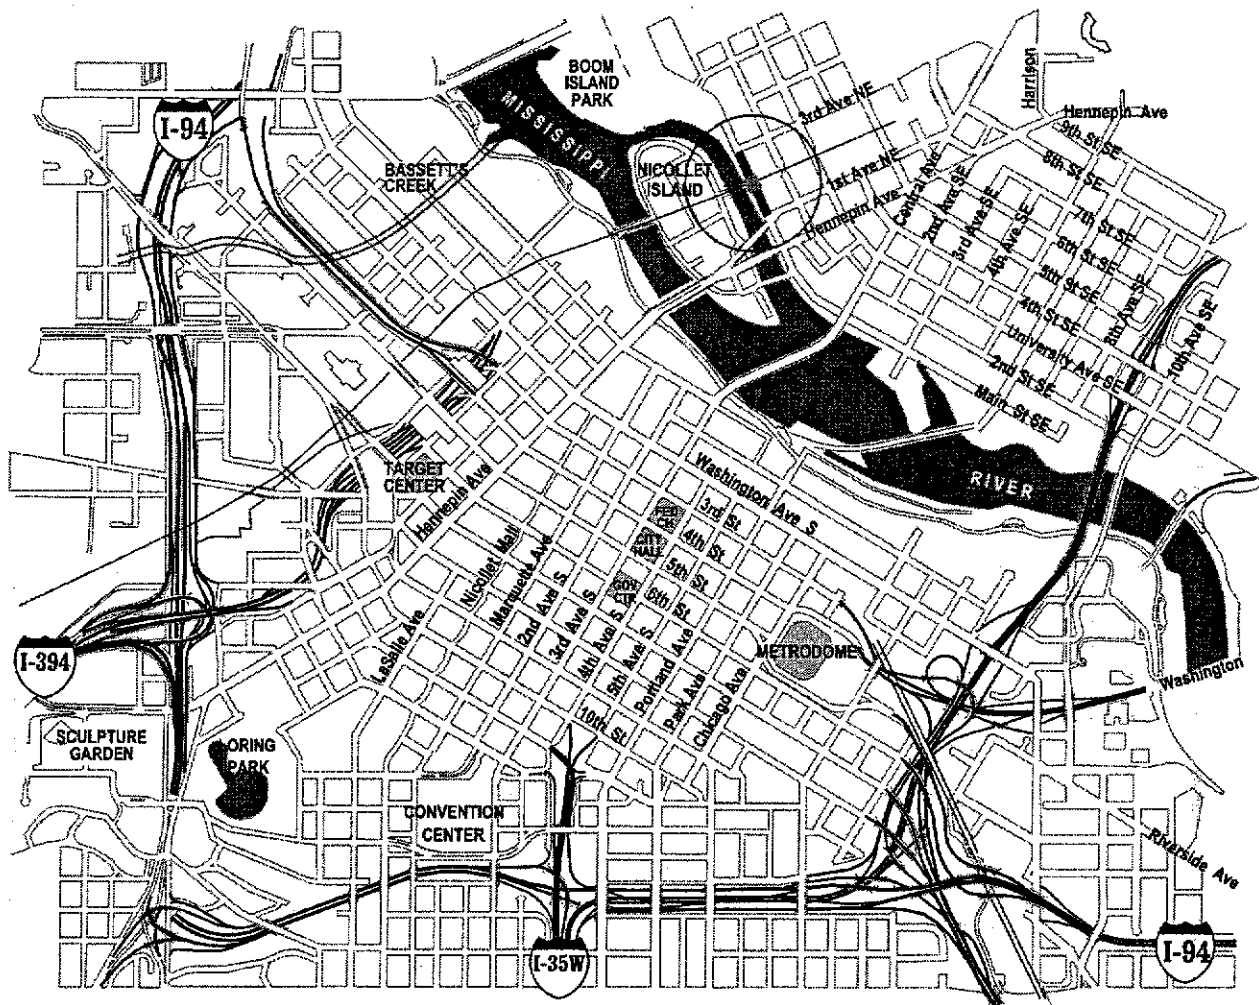 BOOM
ISLAND
PARK
MISSISSIPPI
Harrison
3rd Ave NE
Hennepin Ave
9th St SE
8th St SE
I-94
BASSETT'S
CREEK
NICOLLET
ISLAND
1st Ave NE
Hennepin Ave
Central Ave
2nd Ave SE
3rd Ave SE
4th Ave SE
7th St SE
6th St SE
5th St SE
4th St SE
University Ave SE
2nd St SE
Main St SE
10th Ave SE
TARGET
CENTER
Hennepin Ave
Washington Ave S
RIVER
FED
CH
CITY
HALL
GOV
CTR
3rd St
4th St
5th St
6th St
Nicollet Mall
Marquette Ave
2nd Ave S
3rd Ave S
4th Ave S
5th Ave S
Portland Ave
Park Ave
Chicago Ave
LaSalle Ave
10th St
METRODOME
Washington
I-394
SCULPTURE
GARDEN
ORING
PARK
CONVENTION
CENTER
Riverside Ave
I-35W
I-94